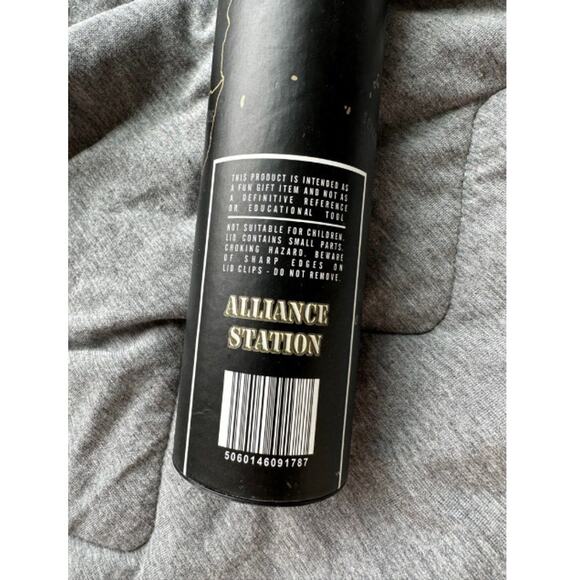 THIS PRODUCT IS INTENDED AS
A FUN GIFT ITEM AND NOT AS
A DEFINITIVE REFERENCE
OR EDUCATIONAL TOOL
NOT SUITABLE FOR CHILDREN.
LID CONTAINS SMALL PARTS.
CHOKING HAZARD. BEWARE
OF SHARP EDGES ON
LID CLIPS - DO NOT REMOVE.
ALLIANCE
STATION
5060146091787